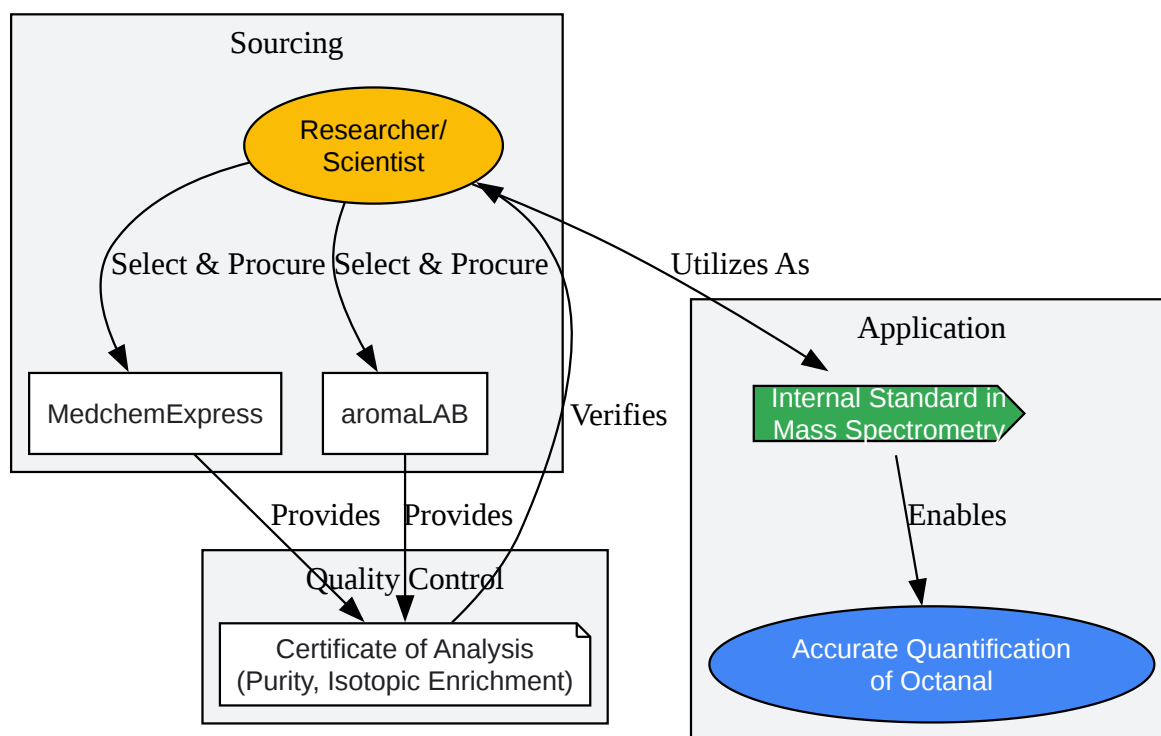 Sourcing
Researcher/
Scientist
Select & Procure
Select & Procure
Utilizes As
Application
MedchemExpress
aromaLAB
Verifies
Internal Standard in
Mass Spectrometry
Provides
Provides
Enables
Quality Control
Certificate of Analysis
(Purity, Isotopic Enrichment)
Accurate Quantification
of Octanal